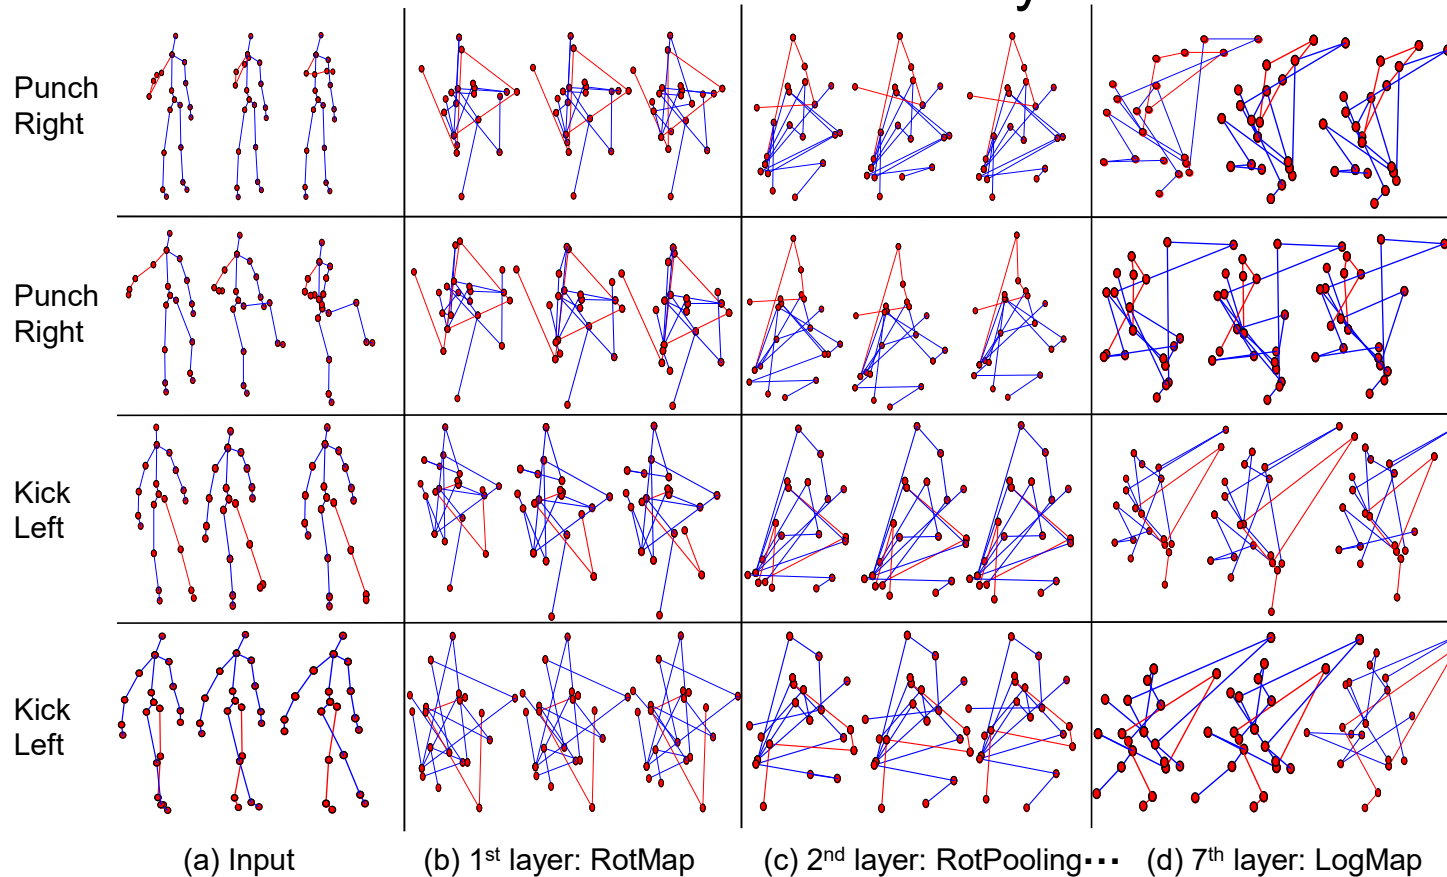 y
Punch
Right
Punch
Right
Kick
Left
Kick
Left
(a) Input
(b) 1st layer: RotMap
(c) 2nd layer: RotPooling
...
(d) 7th layer: LogMap